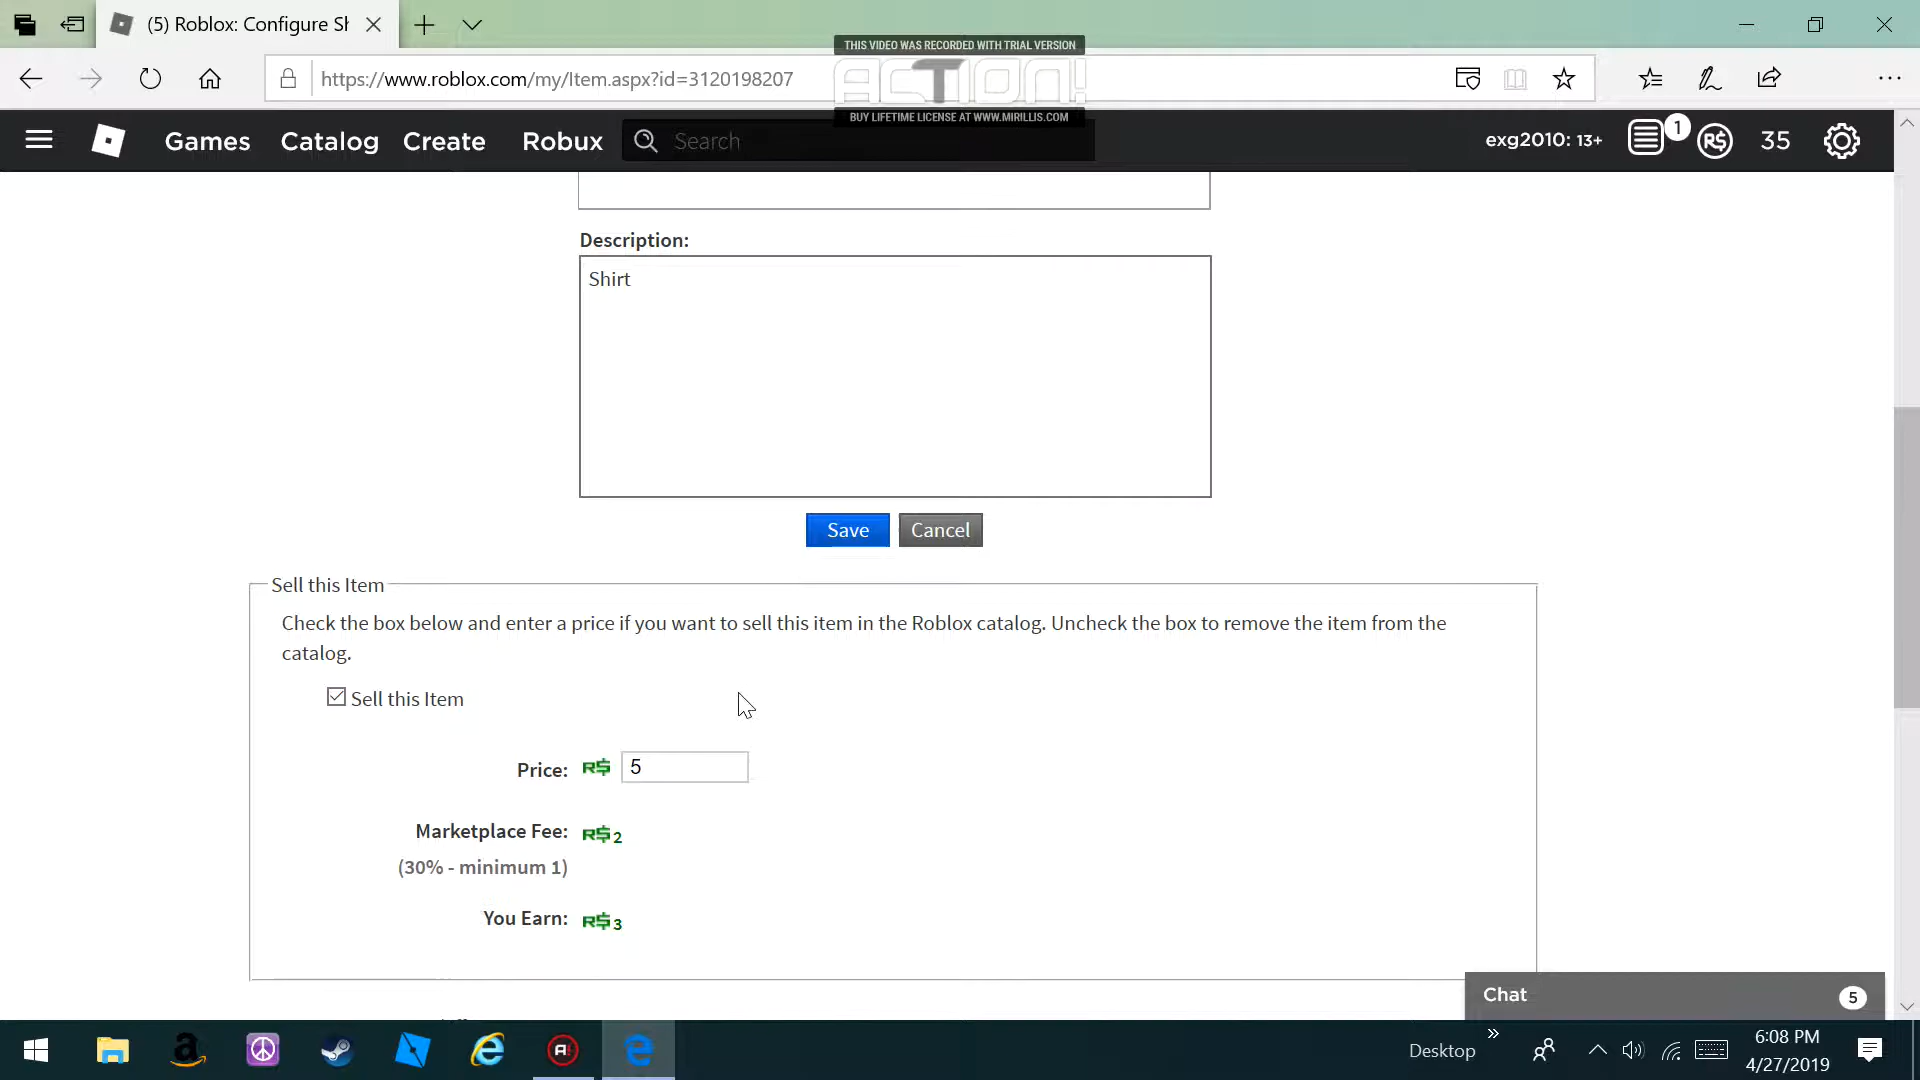 (5) Roblox: Configure Sh
THIS VIDEO WAS RECORDED WITH TRIAL VERSION
https://www.roblox.com/my/Item.aspx?id=3120198207
ACTION!
BUY LIFETIME LICENSE AT WWW.MIRILLIS.COM
Games Catalog Create Robux Search exg2010: 13+ 1 R$ 35
Description:
Shirt
Save Cancel
Sell this Item
Check the box below and enter a price if you want to sell this item in the Roblox catalog. Uncheck the box to remove the item from the
catalog.
Sell this Item
Price: R$ 5
Marketplace Fee: R$ 2
(30% - minimum 1)
You Earn: R$ 3
Chat 5
Desktop
6:08 PM
4/27/2019